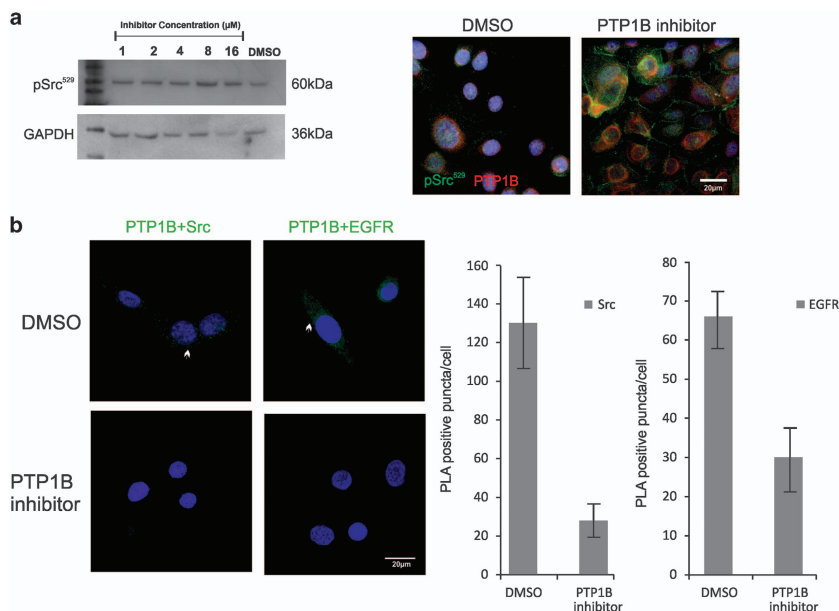 a
Inhibitor Concentration (µM)
1 2 4 8 16 DMSO
pSrc⁵²⁹ 60kDa
GAPDH 36kDa
DMSO PTP1B inhibitor
pSrc⁵²⁹ PTP1B
20µm
b
PTP1B+Src PTP1B+EGFR
DMSO
PTP1B
inhibitor
20µm
PLA positive puncta/cell
160
140
120
100
80
60
40
20
0
Src
DMSO PTP1B
inhibitor
PLA positive puncta/cell
80
70
60
50
40
30
20
10
0
EGFR
DMSO PTP1B
inhibitor